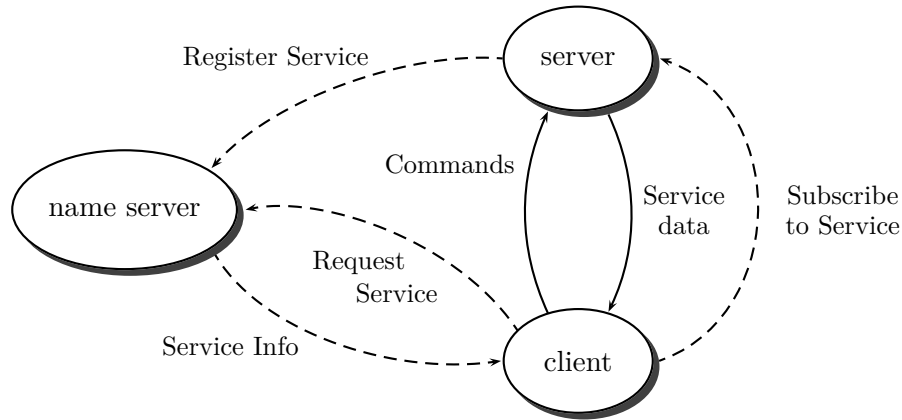 server
Register Service
Commands
name server
Service
data
Subscribe
to Service
Request
Service
Service Info
client